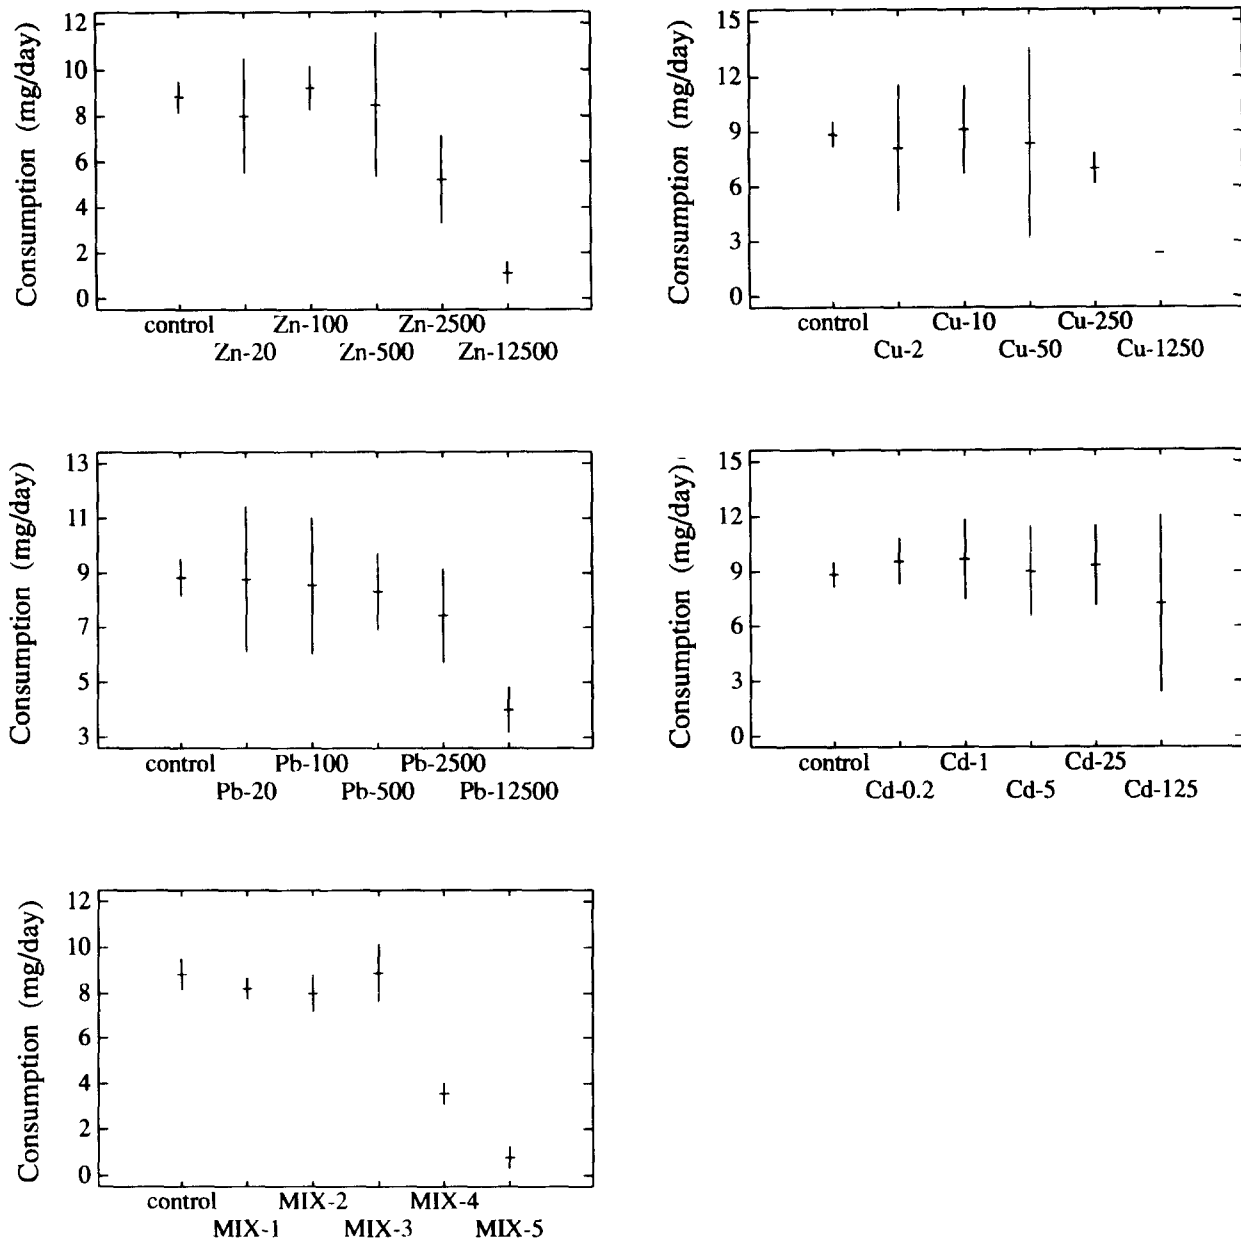 Consumption (mg/day)
12
10
8
6
4
2
0
control Zn-100 Zn-2500
Zn-20 Zn-500 Zn-12500
Consumption (mg/day)
15
12
9
6
3
0
control Cu-10 Cu-250
Cu-2 Cu-50 Cu-1250
Consumption (mg/day)
13
11
9
7
5
3
control Pb-100 Pb-2500
Pb-20 Pb-500 Pb-12500
Consumption (mg/day)
15
12
9
6
3
0
control Cd-1 Cd-25
Cd-0.2 Cd-5 Cd-125
Consumption (mg/day)
12
10
8
6
4
2
0
control MIX-2 MIX-4
MIX-1 MIX-3 MIX-5